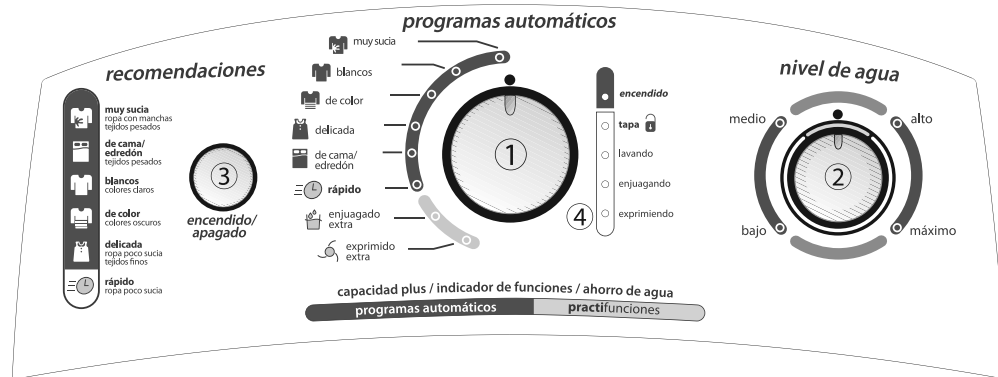 programas automáticos
recomendaciones
muy sucia
ropa con manchas
tejidos pesados
de cama/
edredón
tejidos pesados
blancos
colores claros
de color
colores oscuros
delicada
ropa poco sucia
tejidos finos
rápido
ropa poco sucia
3
encendido/
apagado
muy sucia
blancos
de color
delicada
de cama/
edredón
rápido
enjuagado
extra
exprimido
extra
1
4
encendido
tapa
lavando
enjuagando
exprimiendo
nivel de agua
medio
alto
2
bajo
máximo
capacidad plus / indicador de funciones / ahorro de agua
programas automáticos
practifunciones